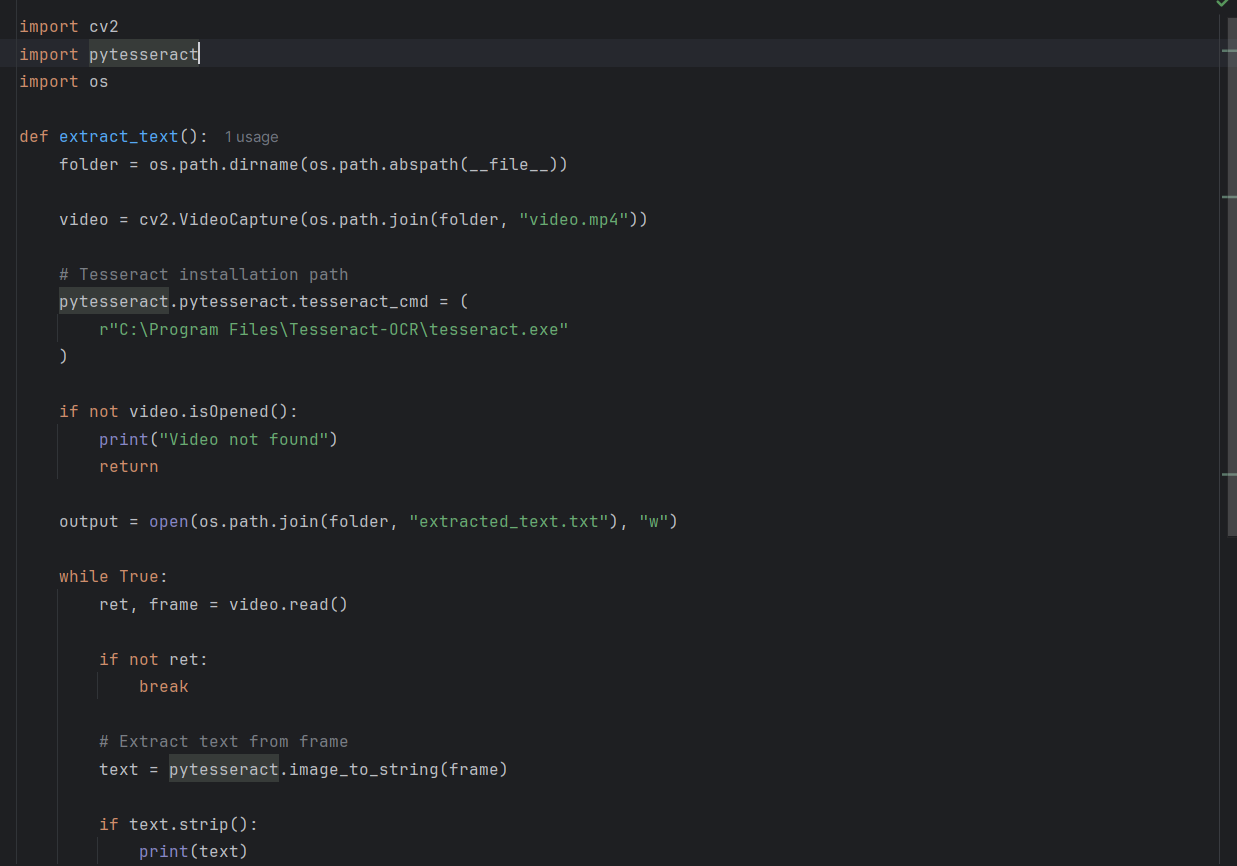 import cv2
import pytesseract
import os
def extract_text(): 1 usage
    folder = os.path.dirname(os.path.abspath(__file__))
    video = cv2.VideoCapture(os.path.join(folder, "video.mp4"))
    # Tesseract installation path
    pytesseract.pytesseract.tesseract_cmd = (
        r"C:\Program Files\Tesseract-OCR\tesseract.exe"
    )
    if not video.isOpened():
        print("Video not found")
        return
    output = open(os.path.join(folder, "extracted_text.txt"), "w")
    while True:
        ret, frame = video.read()
        if not ret:
            break
        # Extract text from frame
        text = pytesseract.image_to_string(frame)
        if text.strip():
            print(text)